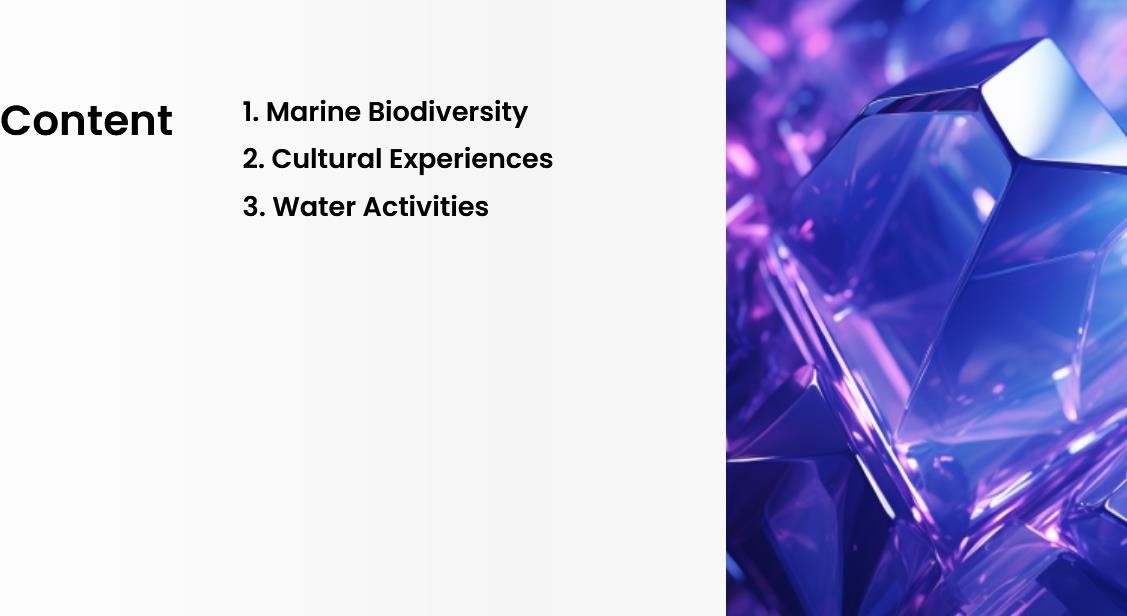 Content
1. Marine Biodiversity
2. Cultural Experiences
3. Water Activities